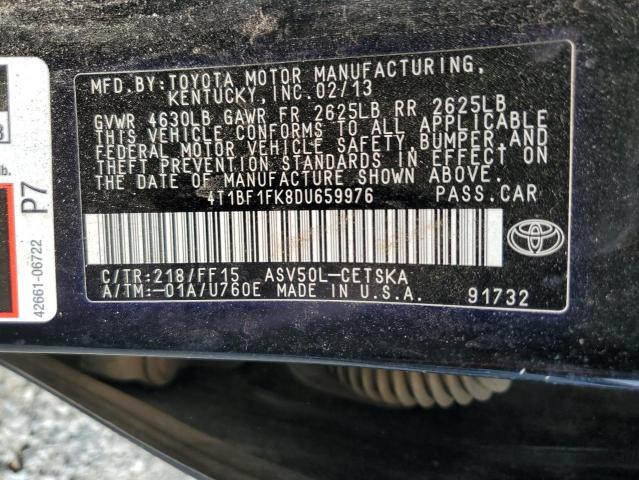 MFD.BY:TOYOTA MOTOR MANUFACTURING,
KENTUCKY,INC.02/13
GVWR 4630LB GAWR FR 2625LB RR 2625LB
THIS VEHICLE CONFORMS TO ALL APPLICABLE
FEDERAL MOTOR VEHICLE SAFETY,BUMPER,AND
THEFT PREVENTION STANDARDS IN EFFECT ON
THE DATE OF MANUFACTURE SHOWN ABOVE.
4T1BF1FK8DU659976 PASS.CAR
C/TR:218/FF15 ASV50L-CETSKA
A/TM:-01A/U760E MADE IN U.S.A. 91732
lb.
P7
42661-06722